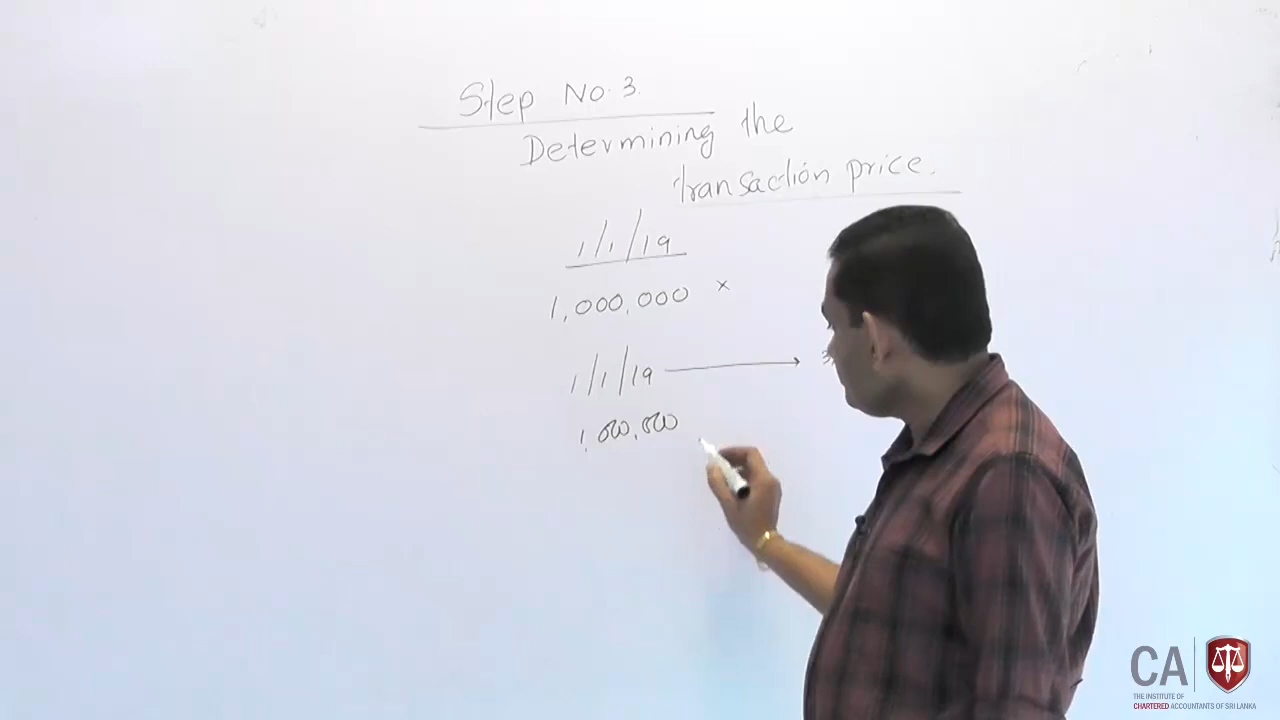 Step No. 3.
Determining the
transaction price.
1/1/19
1,000,000 ×
1/1/19 → 3
1,000,000
CA
THE INSTITUTE OF
CHARTERED ACCOUNTANTS OF SRI LANKA